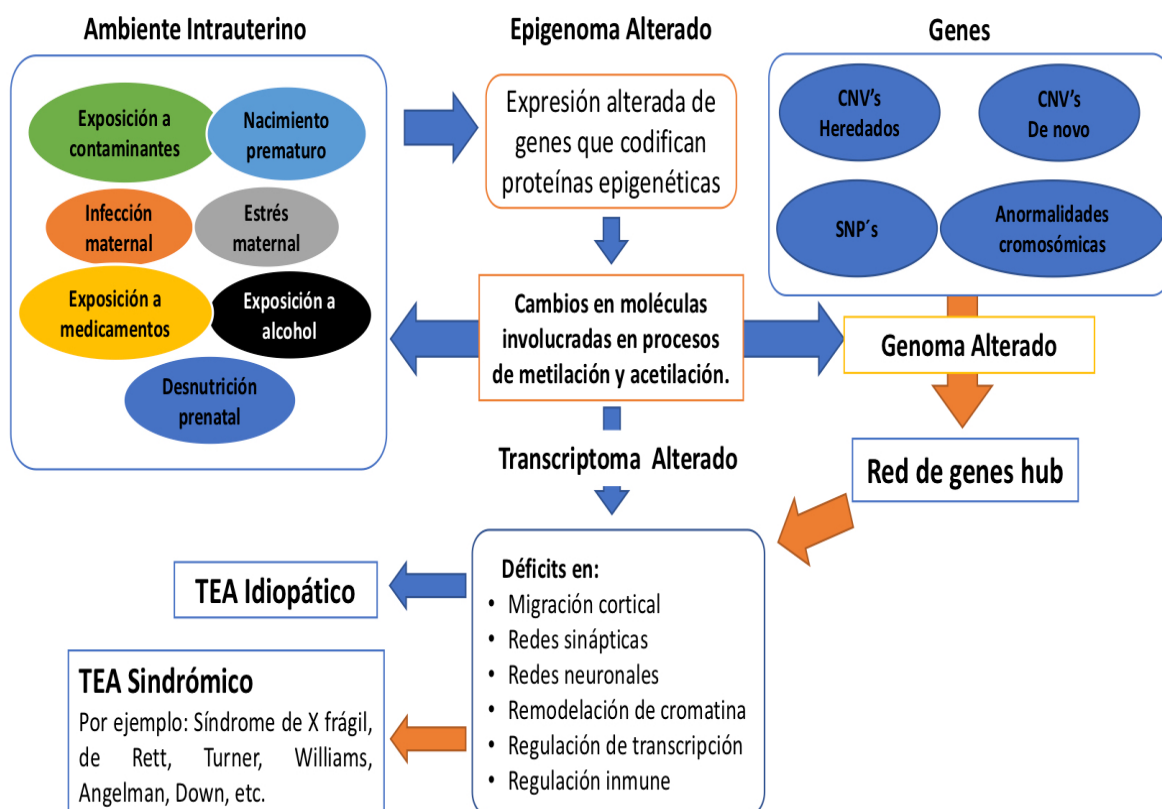 Ambiente Intrauterino
Exposición a
contaminantes
Nacimiento
prematuro
Infección
maternal
Estrés
maternal
Exposición a
medicamentos
Exposición a
alcohol
Desnutrición
prenatal
Epigenoma Alterado
Expresión alterada de
genes que codifican
proteínas epigenéticas
Cambios en moléculas
involucradas en procesos
de metilación y acetilación.
Transcriptoma Alterado
Genes
CNV's
Heredados
CNV's
De novo
SNP´s
Anormalidades
cromosómicas
Genoma Alterado
Red de genes hub
Déficits en:
• Migración cortical
• Redes sinápticas
• Redes neuronales
• Remodelación de cromatina
• Regulación de transcripción
• Regulación inmune
TEA Idiopático
TEA Sindrómico
Por ejemplo: Síndrome de X frágil,
de Rett, Turner, Williams,
Angelman, Down, etc.